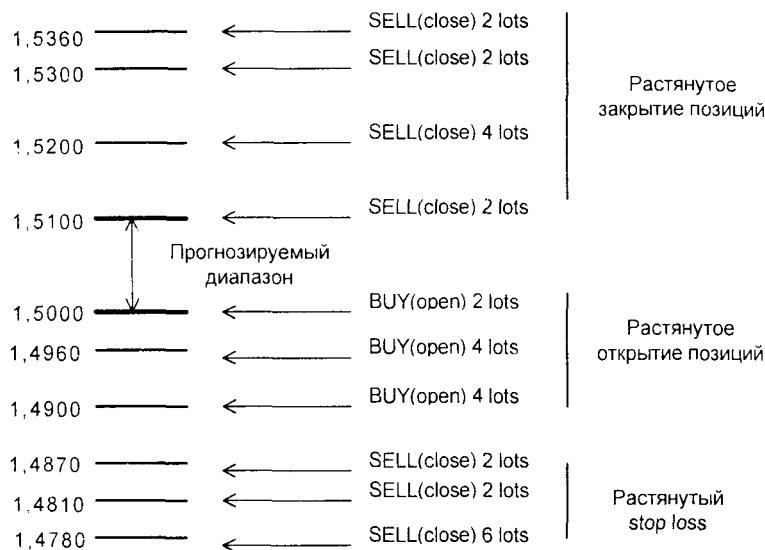 1,5360 SELL(close) 2 lots
1,5300 SELL(close) 2 lots
Растянутое
закрытие позиций
1,5200 SELL(close) 4 lots
1,5100 SELL(close) 2 lots
Прогнозируемый
диапазон
1,5000 BUY(open) 2 lots
1,4960 BUY(open) 4 lots
Растянутое
открытие позиций
1,4900 BUY(open) 4 lots
1,4870 SELL(close) 2 lots
1,4810 SELL(close) 2 lots
Растянутый
stop loss
1,4780 SELL(close) 6 lots